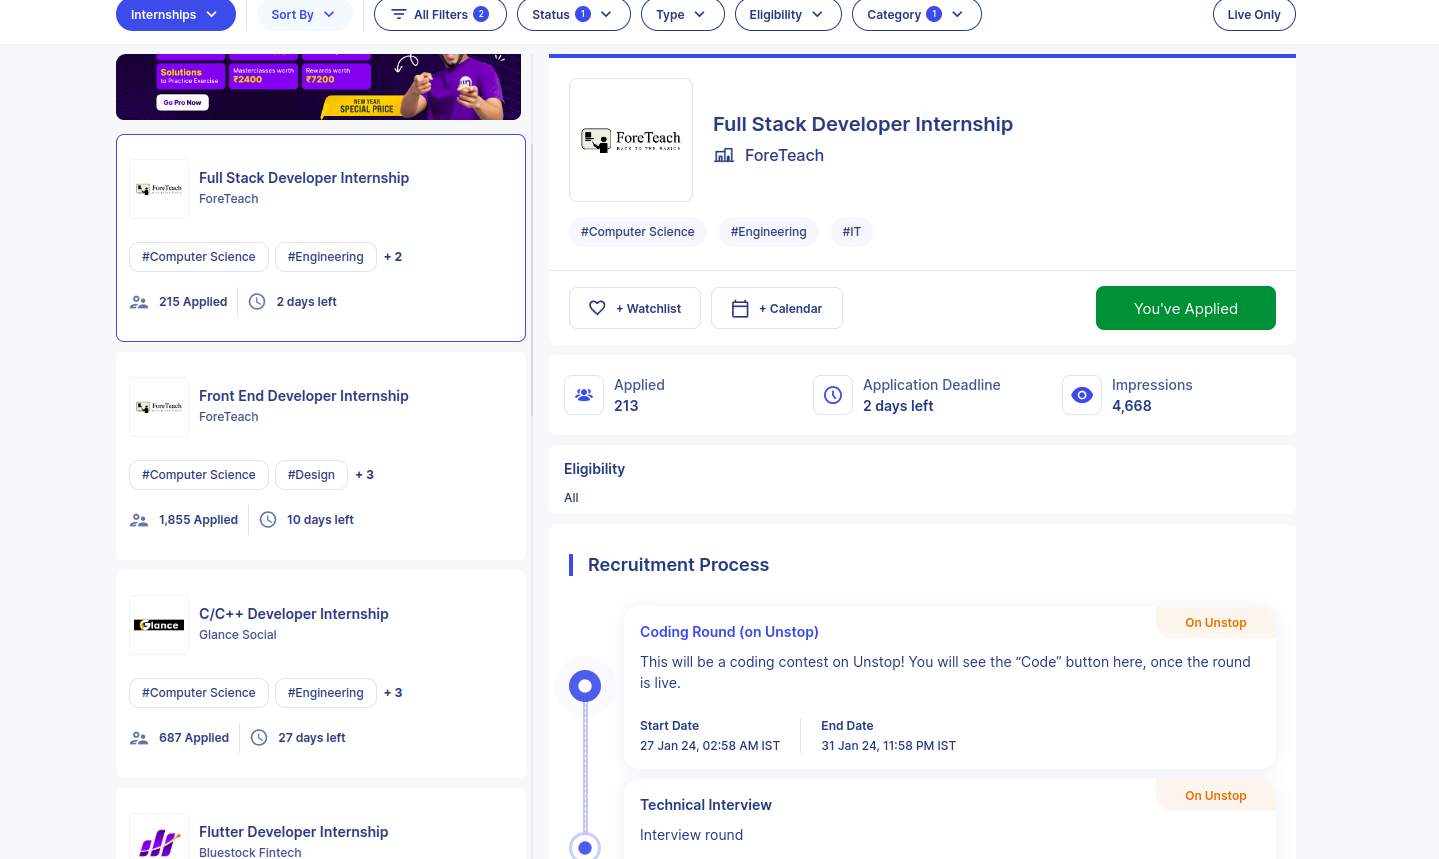 Internships
Sort By
All Filters 2
Status 1
Type
Eligibility
Category 1
Live Only
Solutions
to Practice Exercise
Masterclasses worth
₹2400
Rewards worth
₹7200
Go Pro Now
NEW YEAR
SPECIAL PRICE
ForeTeach
Full Stack Developer Internship
ForeTeach
#Computer Science
#Engineering
+ 2
215 Applied
2 days left
ForeTeach
Front End Developer Internship
ForeTeach
#Computer Science
#Design
+ 3
1,855 Applied
10 days left
Glance
C/C++ Developer Internship
Glance Social
#Computer Science
#Engineering
+ 3
687 Applied
27 days left
Flutter Developer Internship
Bluestock Fintech
ForeTeach
BACK TO THE BASICS
Full Stack Developer Internship
ForeTeach
#Computer Science
#Engineering
#IT
+ Watchlist
+ Calendar
You've Applied
Applied
213
Application Deadline
2 days left
Impressions
4,668
Eligibility
All
Recruitment Process
On Unstop
Coding Round (on Unstop)
This will be a coding contest on Unstop! You will see the “Code” button here, once the round
is live.
Start Date
27 Jan 24, 02:58 AM IST
End Date
31 Jan 24, 11:58 PM IST
On Unstop
Technical Interview
Interview round